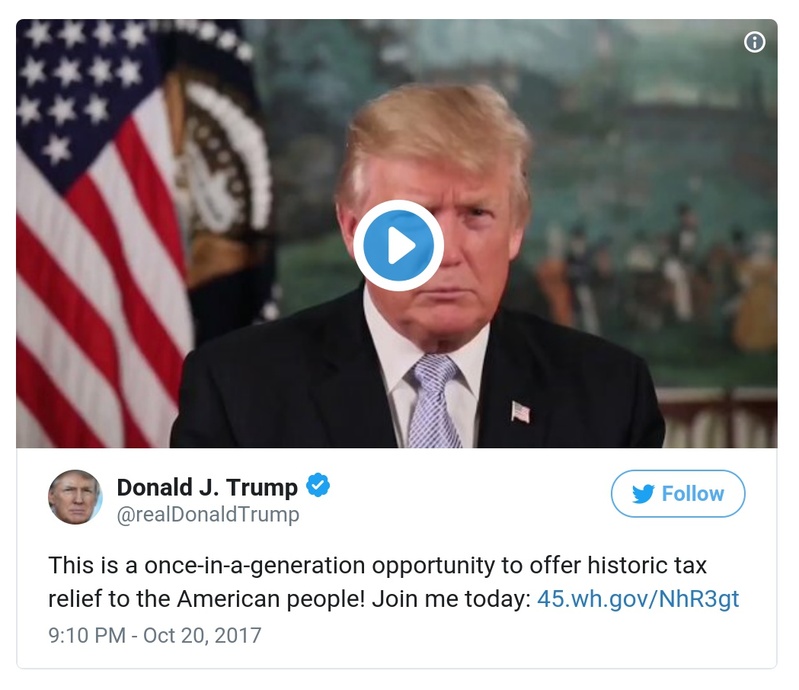 Donald J. Trump
@realDonaldTrump
Follow
This is a once-in-a-generation opportunity to offer historic tax
relief to the American people! Join me today: 45.wh.gov/NhR3gt
9:10 PM - Oct 20, 2017